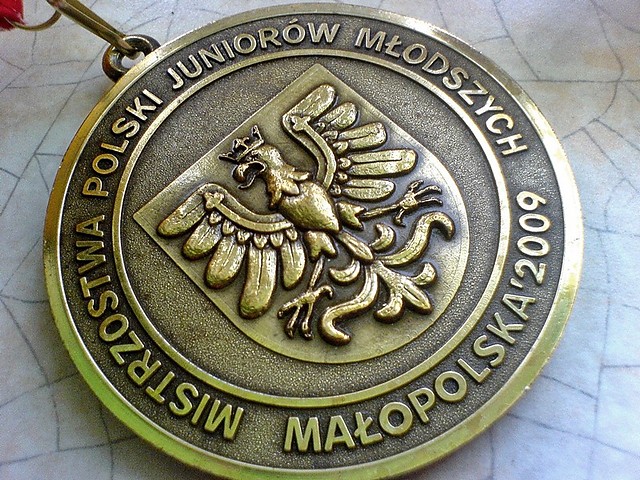 MISTRZOSTWA POLSKI JUNIORÓW MŁODSZYCH
MAŁOPOLSKA'2009